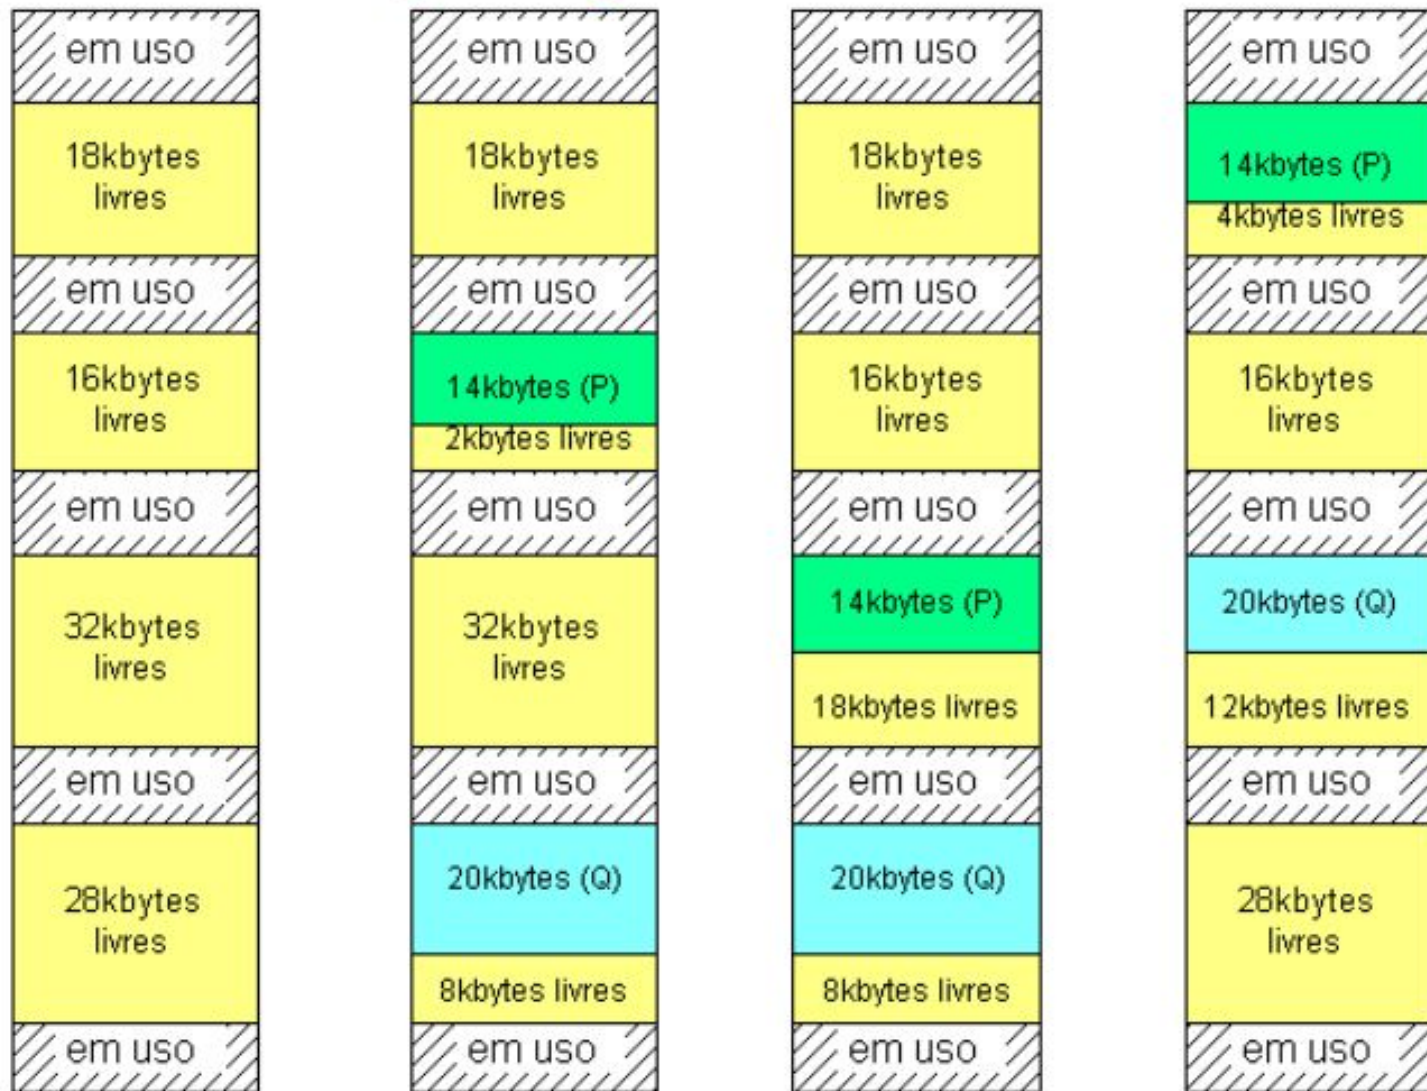 em uso
18kbytes
livres
em uso
16kbytes
livres
em uso
32kbytes
livres
em uso
28kbytes
livres
em uso
em uso
18kbytes
livres
em uso
14kbytes (P)
2kbytes livres
em uso
32kbytes
livres
em uso
20kbytes (Q)
8kbytes livres
em uso
em uso
18kbytes
livres
em uso
16kbytes
livres
em uso
14kbytes (P)
18kbytes livres
em uso
20kbytes (Q)
8kbytes livres
em uso
em uso
14kbytes (P)
4kbytes livres
em uso
16kbytes
livres
em uso
20kbytes (Q)
12kbytes livres
em uso
28kbytes
livres
em uso